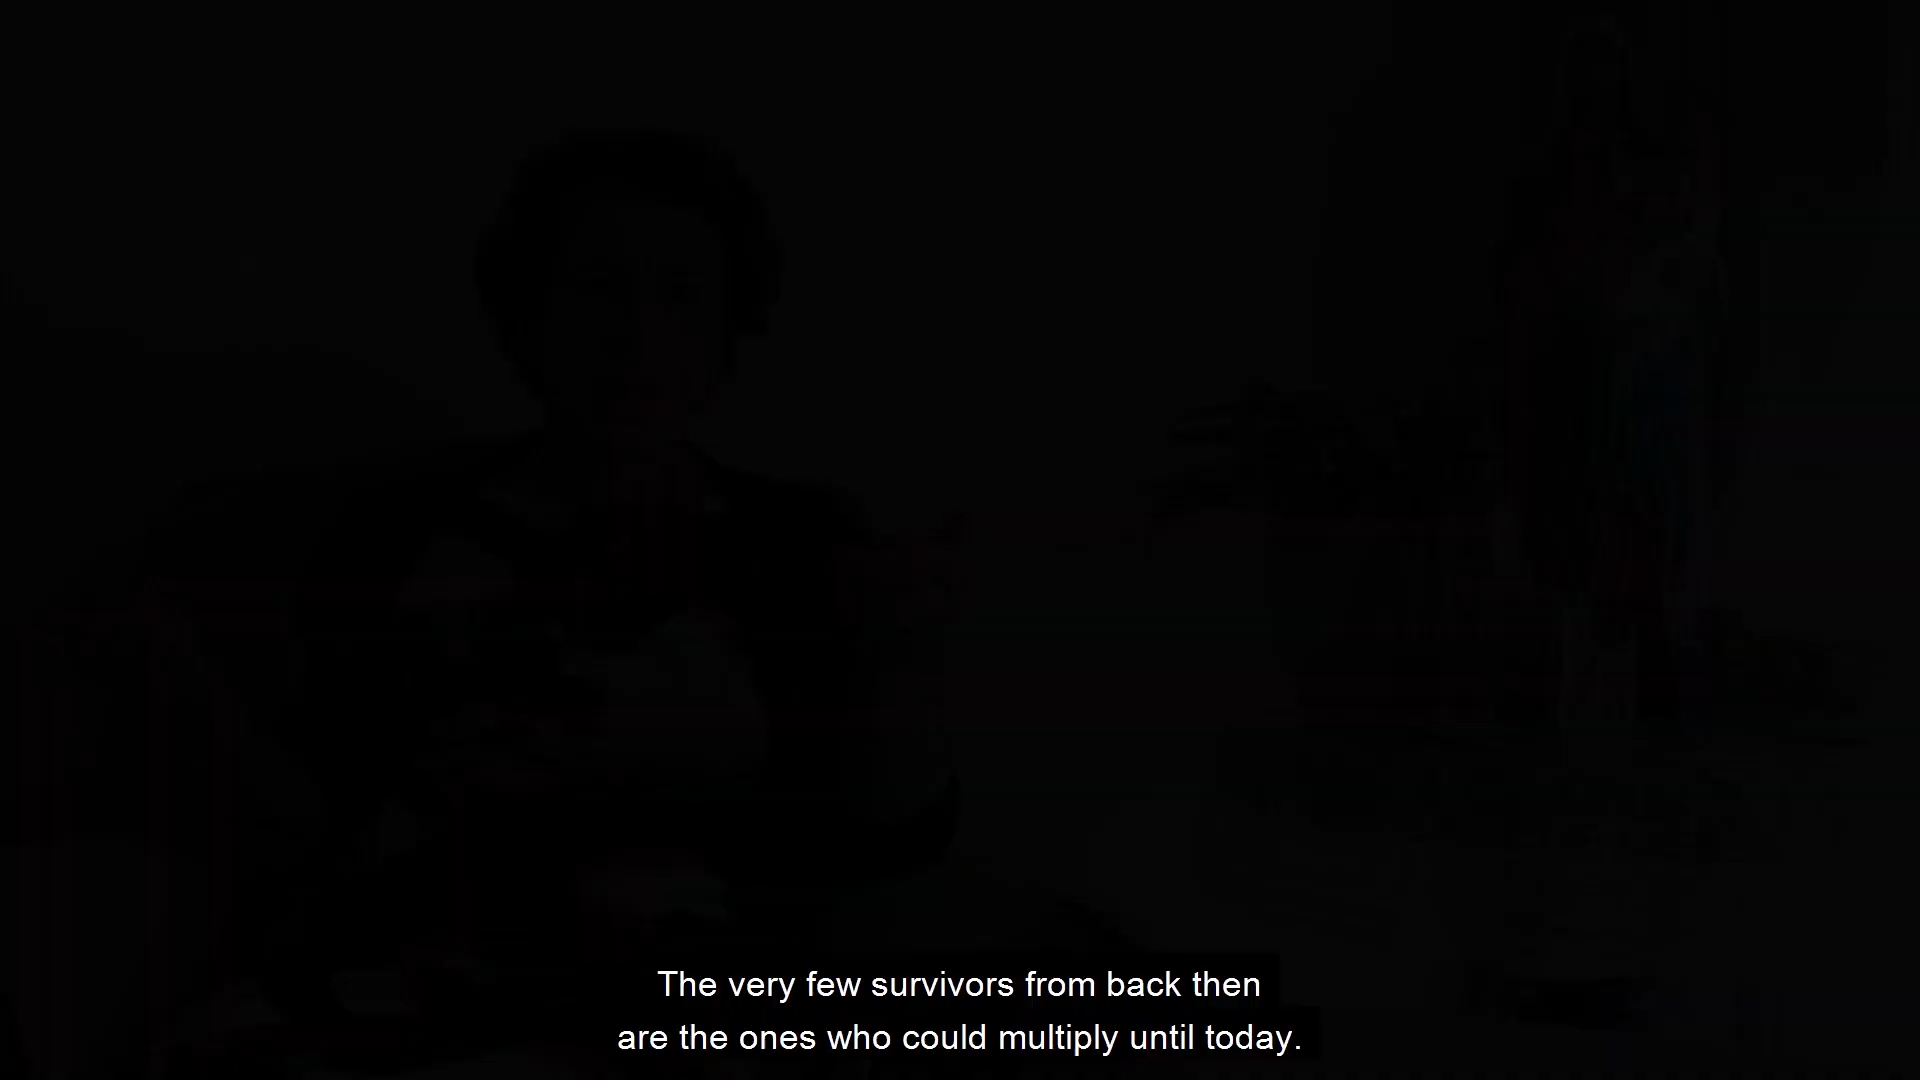 The very few survivors from back then
are the ones who could multiply until today.